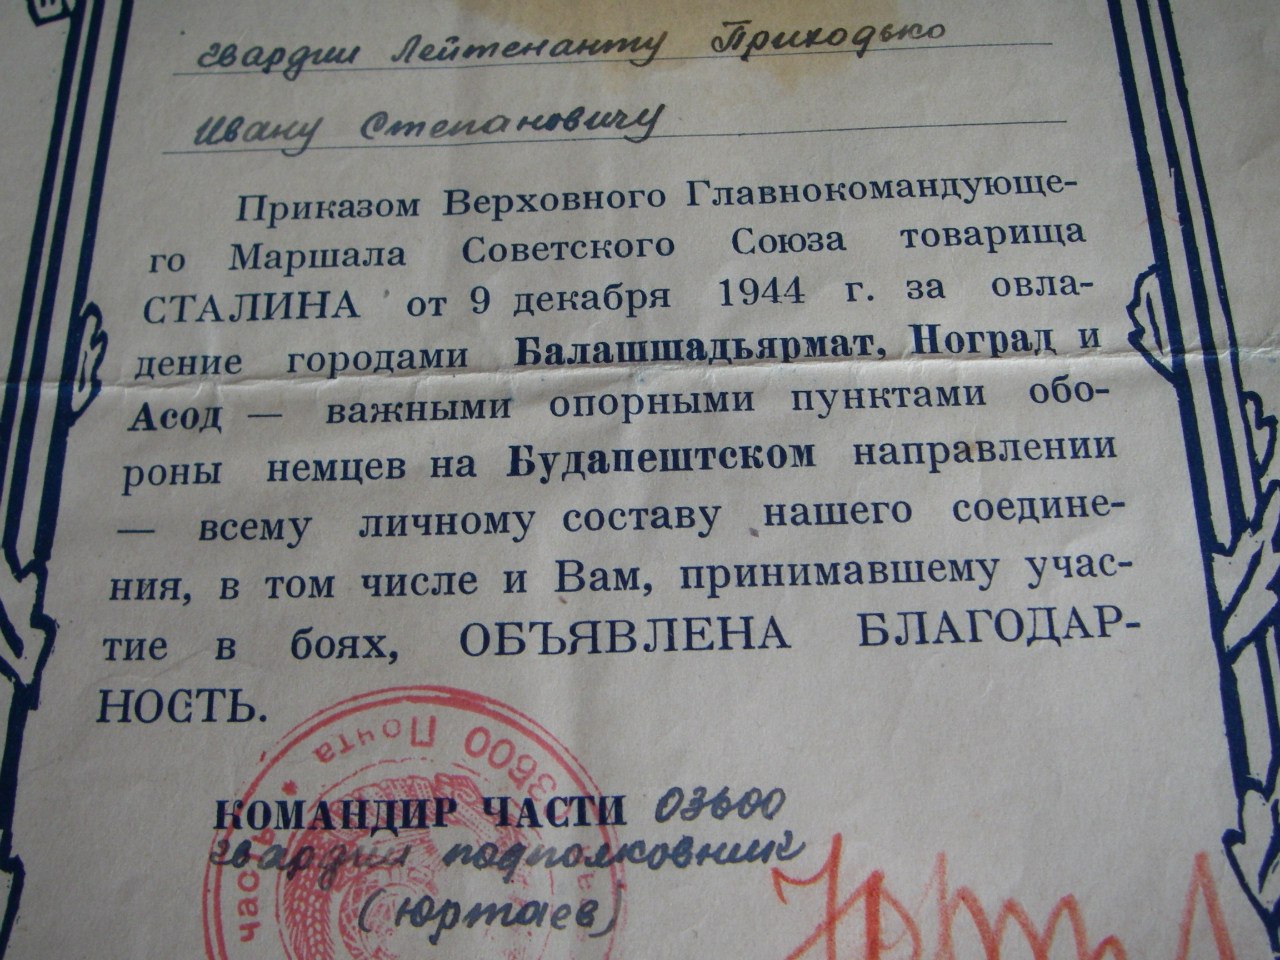 гвардии Лейтенанту Приходько
Ивану Степановичу
Приказом Верховного Главнокомандующе-
го Маршала Советского Союза товарища
СТАЛИНА от 9 декабря 1944 г. за овла-
дение городами Балашшадьярмат, Ноград и
Асод — важными опорными пунктами обо-
роны немцев на Будапештском направлении
— всему личному составу нашего соедине-
ния, в том числе и Вам, принимавшему учас-
тие в боях, ОБЪЯВЛЕНА БЛАГОДАР-
НОСТЬ.
КОМАНДИР ЧАСТИ 03600
гвардии подполковник
(Юртаев)
03600 Почта